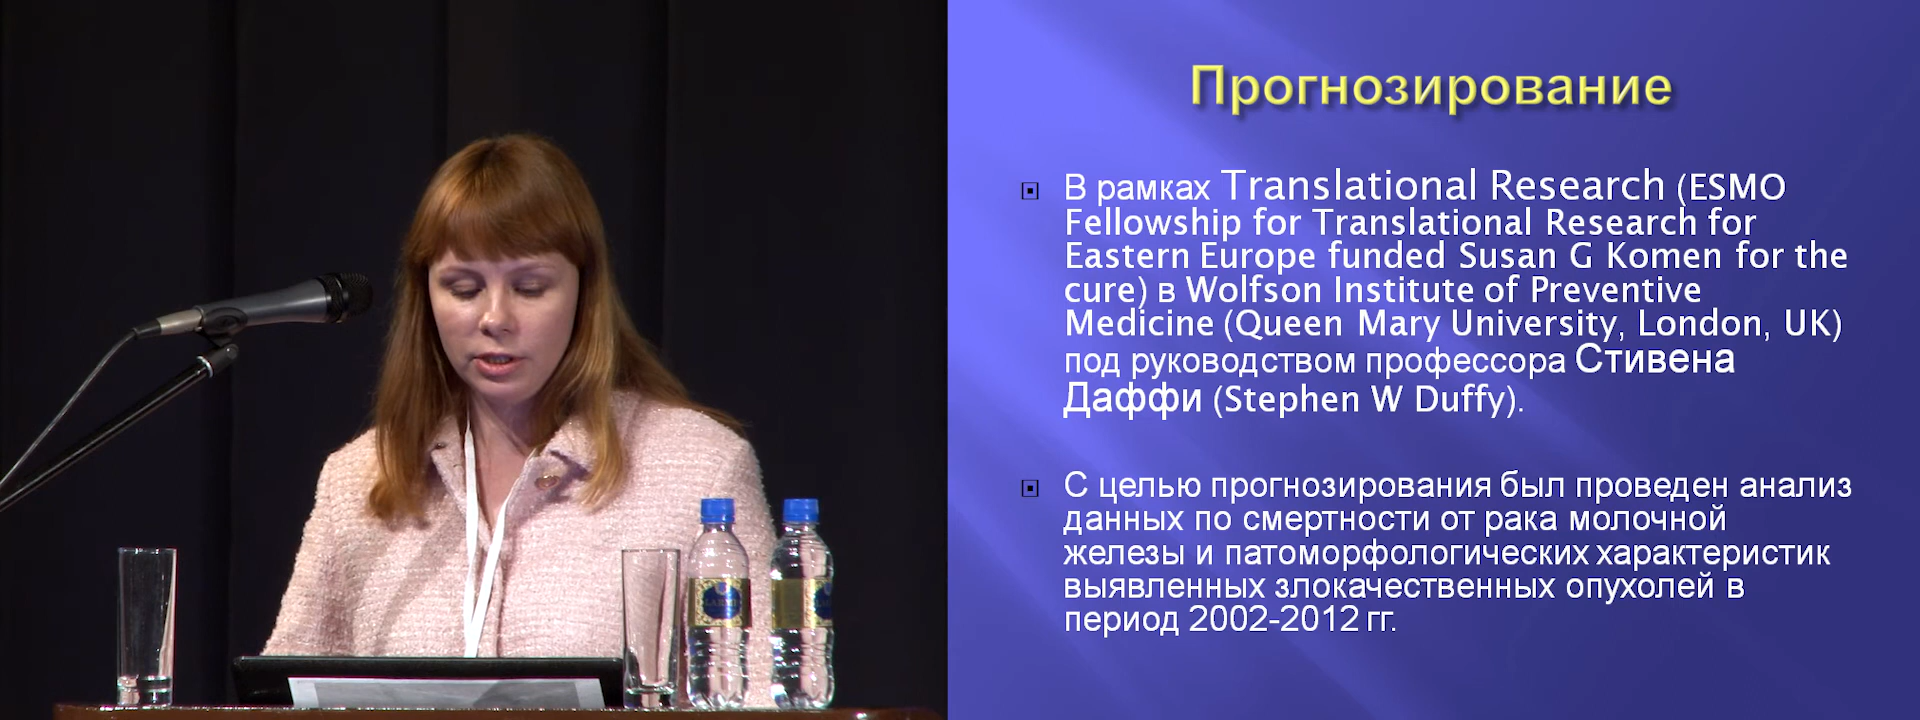 Прогнозирование
В рамках Translational Research (ESMO
Fellowship for Translational Research for
Eastern Europe funded Susan G Komen for the
cure) в Wolfson Institute of Preventive
Medicine (Queen Mary University, London, UK)
под руководством профессора Стивена
Даффи (Stephen W Duffy).
С целью прогнозирования был проведен анализ
данных по смертности от рака молочной
железы и патоморфологических характеристик
выявленных злокачественных опухолей в
период 2002-2012 гг.